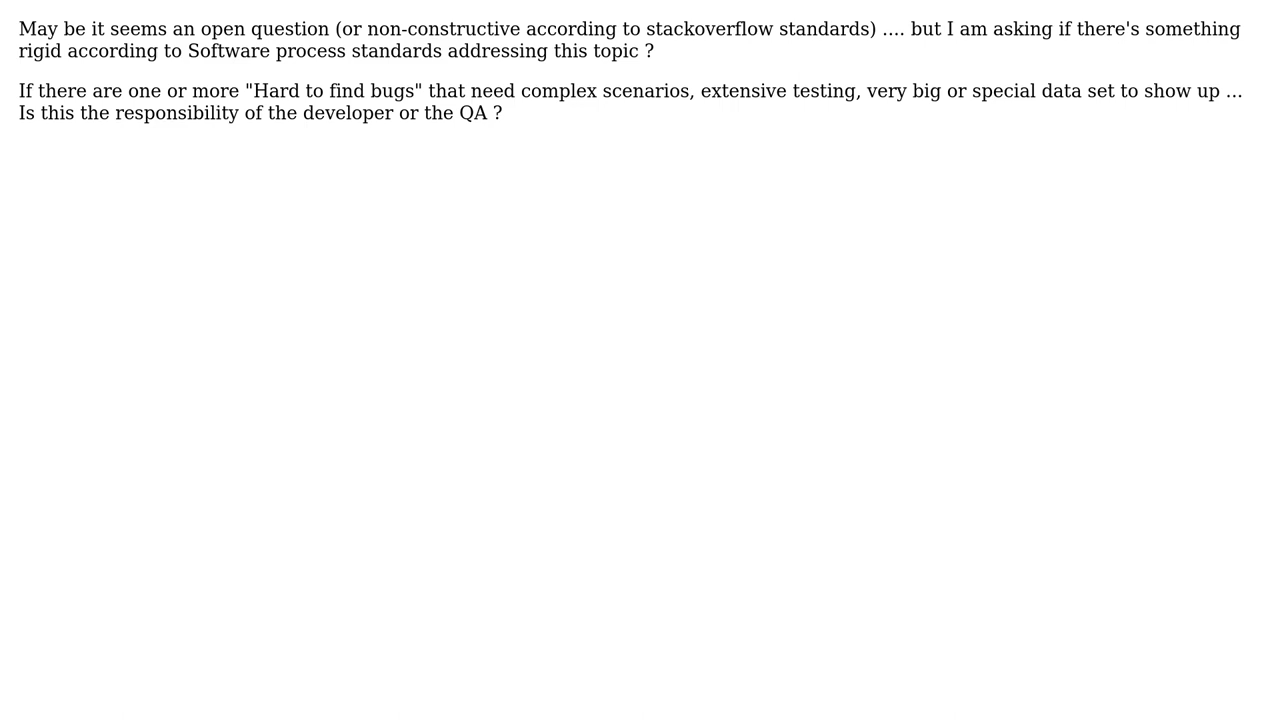 May be it seems an open question (or non-constructive according to stackoverflow standards) .... but I am asking if there's something
rigid according to Software process standards addressing this topic ?
If there are one or more "Hard to find bugs" that need complex scenarios, extensive testing, very big or special data set to show up ...
Is this the responsibility of the developer or the QA ?